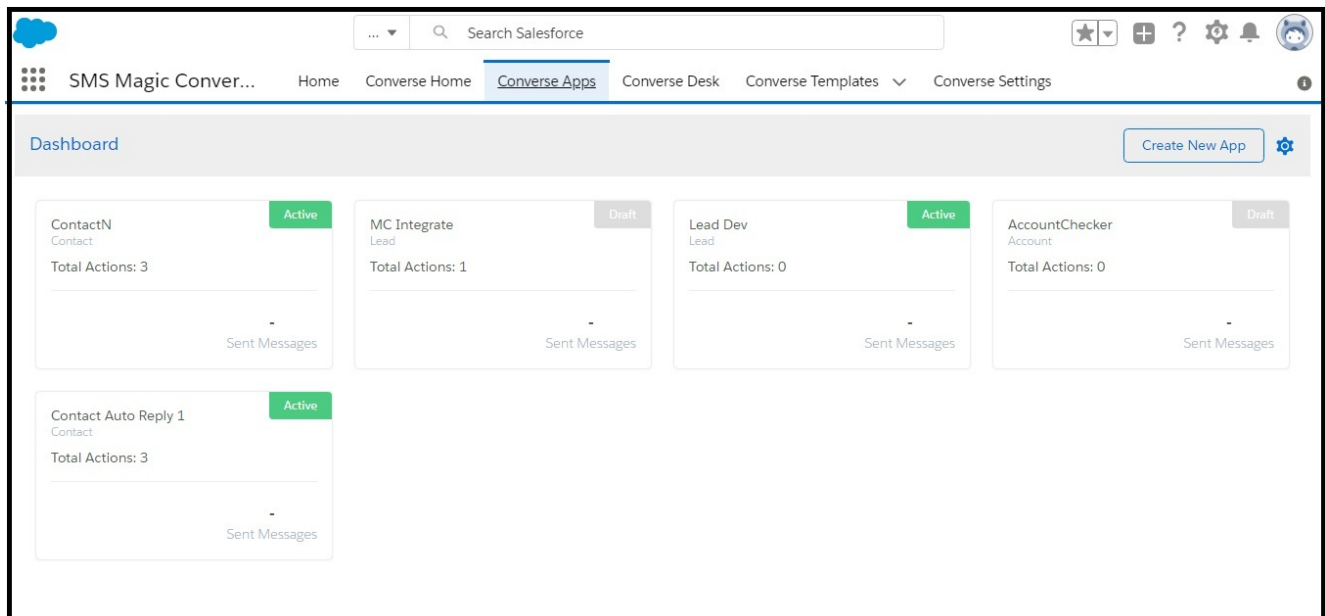 ... Search Salesforce
SMS Magic Conver... Home Converse Home Converse Apps Converse Desk Converse Templates Converse Settings
Dashboard Create New App
ContactN Active
Contact
Total Actions: 3
-
Sent Messages
MC Integrate Draft
Lead
Total Actions: 1
-
Sent Messages
Lead Dev Active
Lead
Total Actions: 0
-
Sent Messages
AccountChecker Draft
Account
Total Actions: 0
-
Sent Messages
Contact Auto Reply 1 Active
Contact
Total Actions: 3
-
Sent Messages